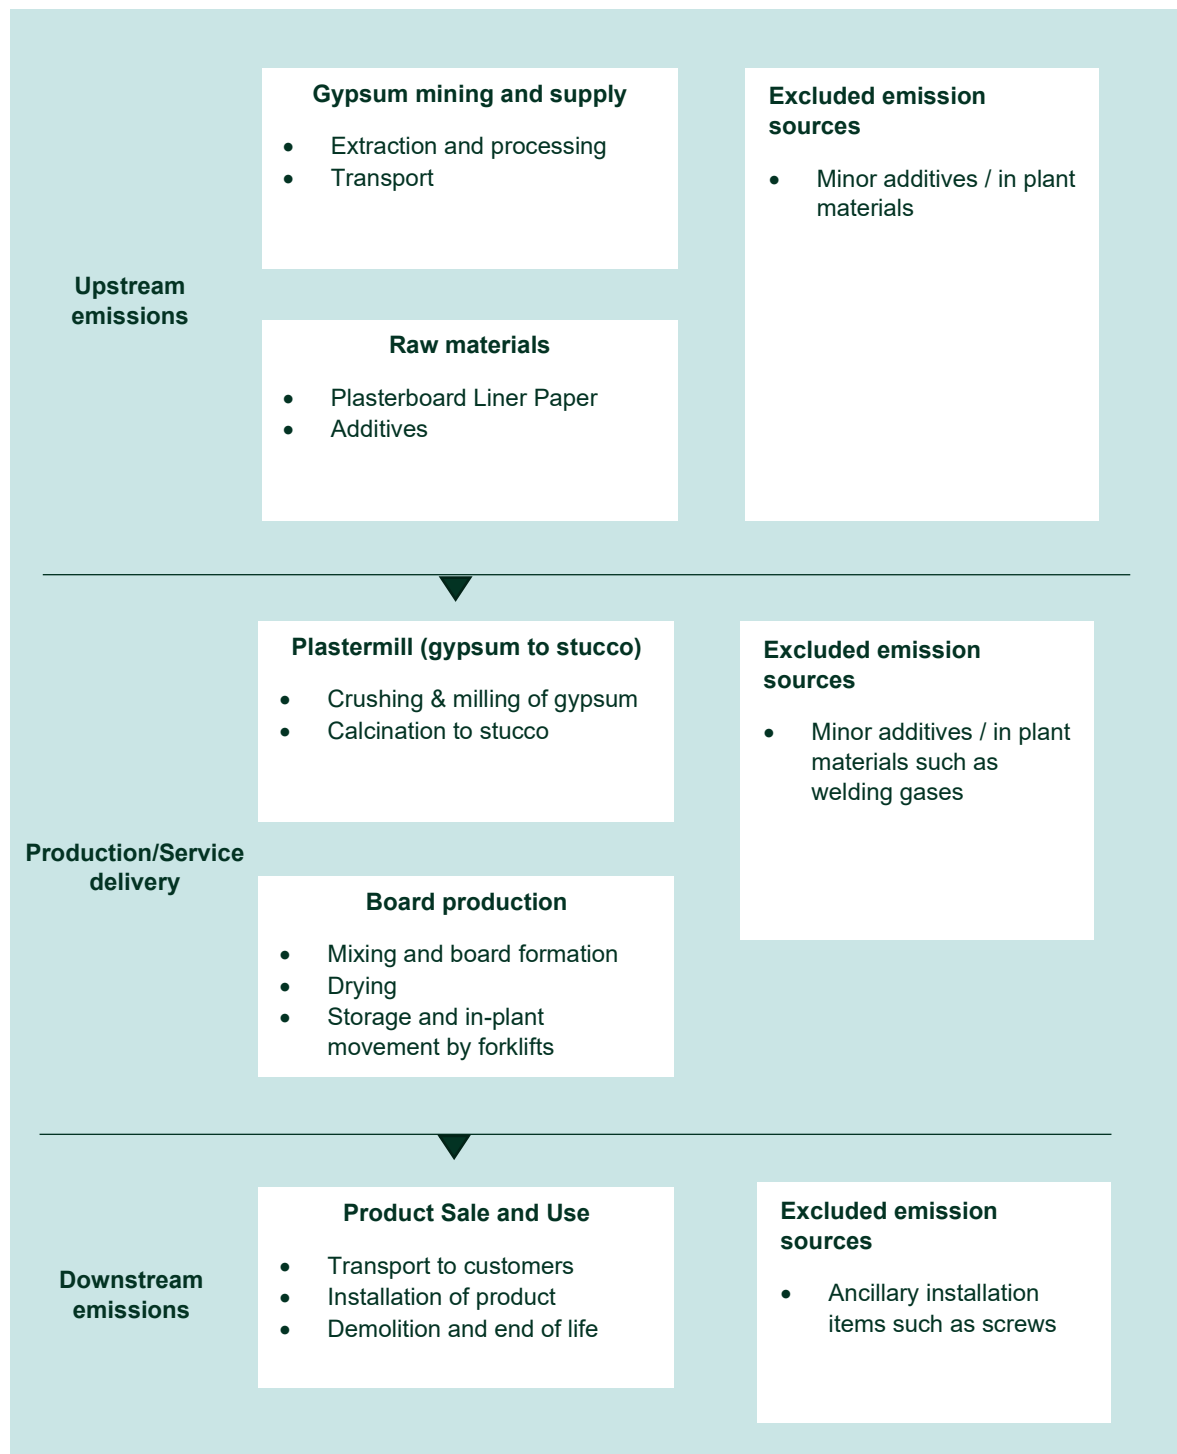 Upstream
emissions
Gypsum mining and supply
• Extraction and processing
• Transport
Raw materials
• Plasterboard Liner Paper
• Additives
Excluded emission
sources
• Minor additives / in plant
materials
Production/Service
delivery
Plastermill (gypsum to stucco)
• Crushing & milling of gypsum
• Calcination to stucco
Board production
• Mixing and board formation
• Drying
• Storage and in-plant
movement by forklifts
Excluded emission
sources
• Minor additives / in plant
materials such as
welding gases
Downstream
emissions
Product Sale and Use
• Transport to customers
• Installation of product
• Demolition and end of life
Excluded emission
sources
• Ancillary installation
items such as screws